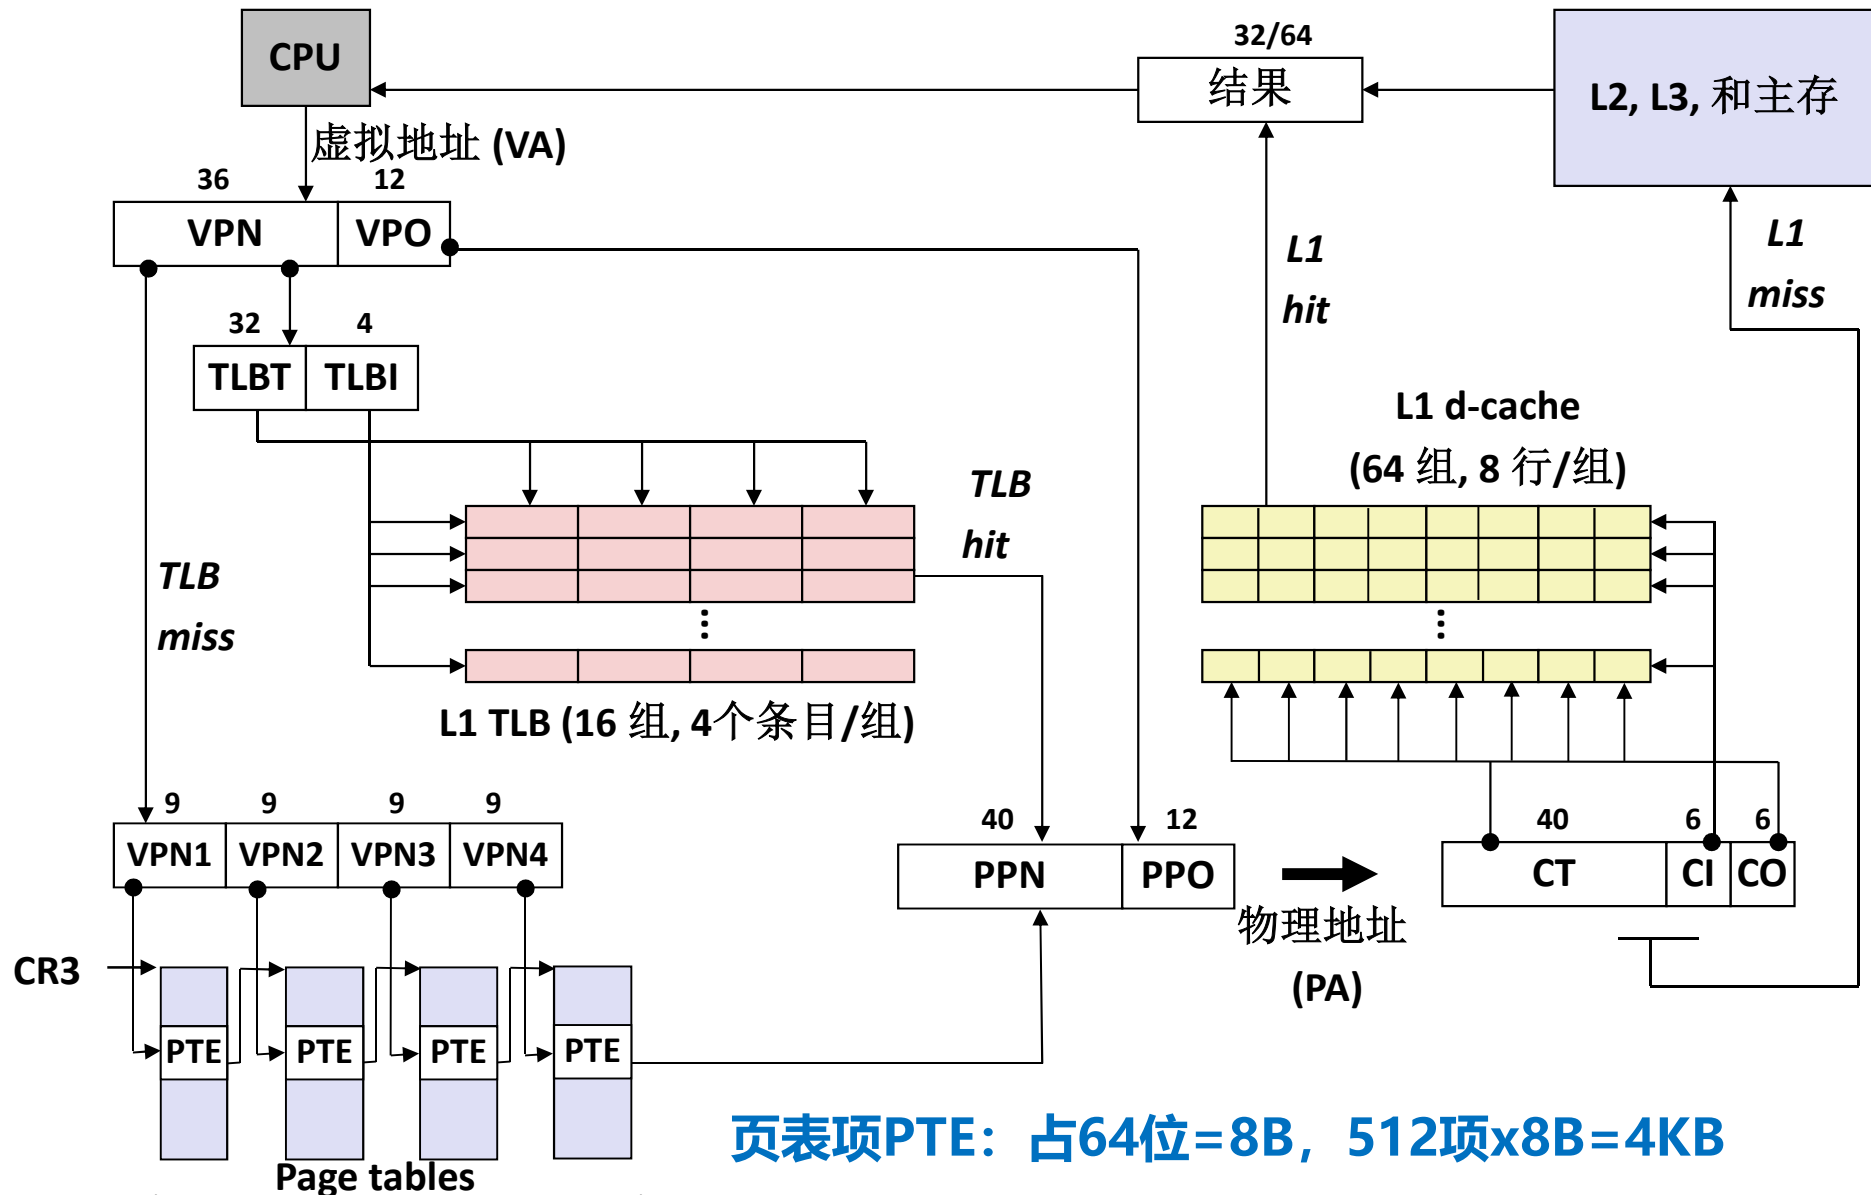 CPU
32/64
结果
L2, L3, 和主存
虚拟地址 (VA)
36
12
VPN
VPO
L1
hit
L1
miss
32
4
TLBT
TLBI
L1 d-cache
(64 组, 8 行/组)
TLB
hit
TLB
miss
...
...
L1 TLB (16 组, 4个条目/组)
9
9
9
9
VPN1
VPN2
VPN3
VPN4
40
12
PPN
PPO
40
6
6
CT
CI
CO
物理地址
(PA)
CR3
PTE
PTE
PTE
PTE
页表项PTE：占64位=8B，512项x8B=4KB
Page tables